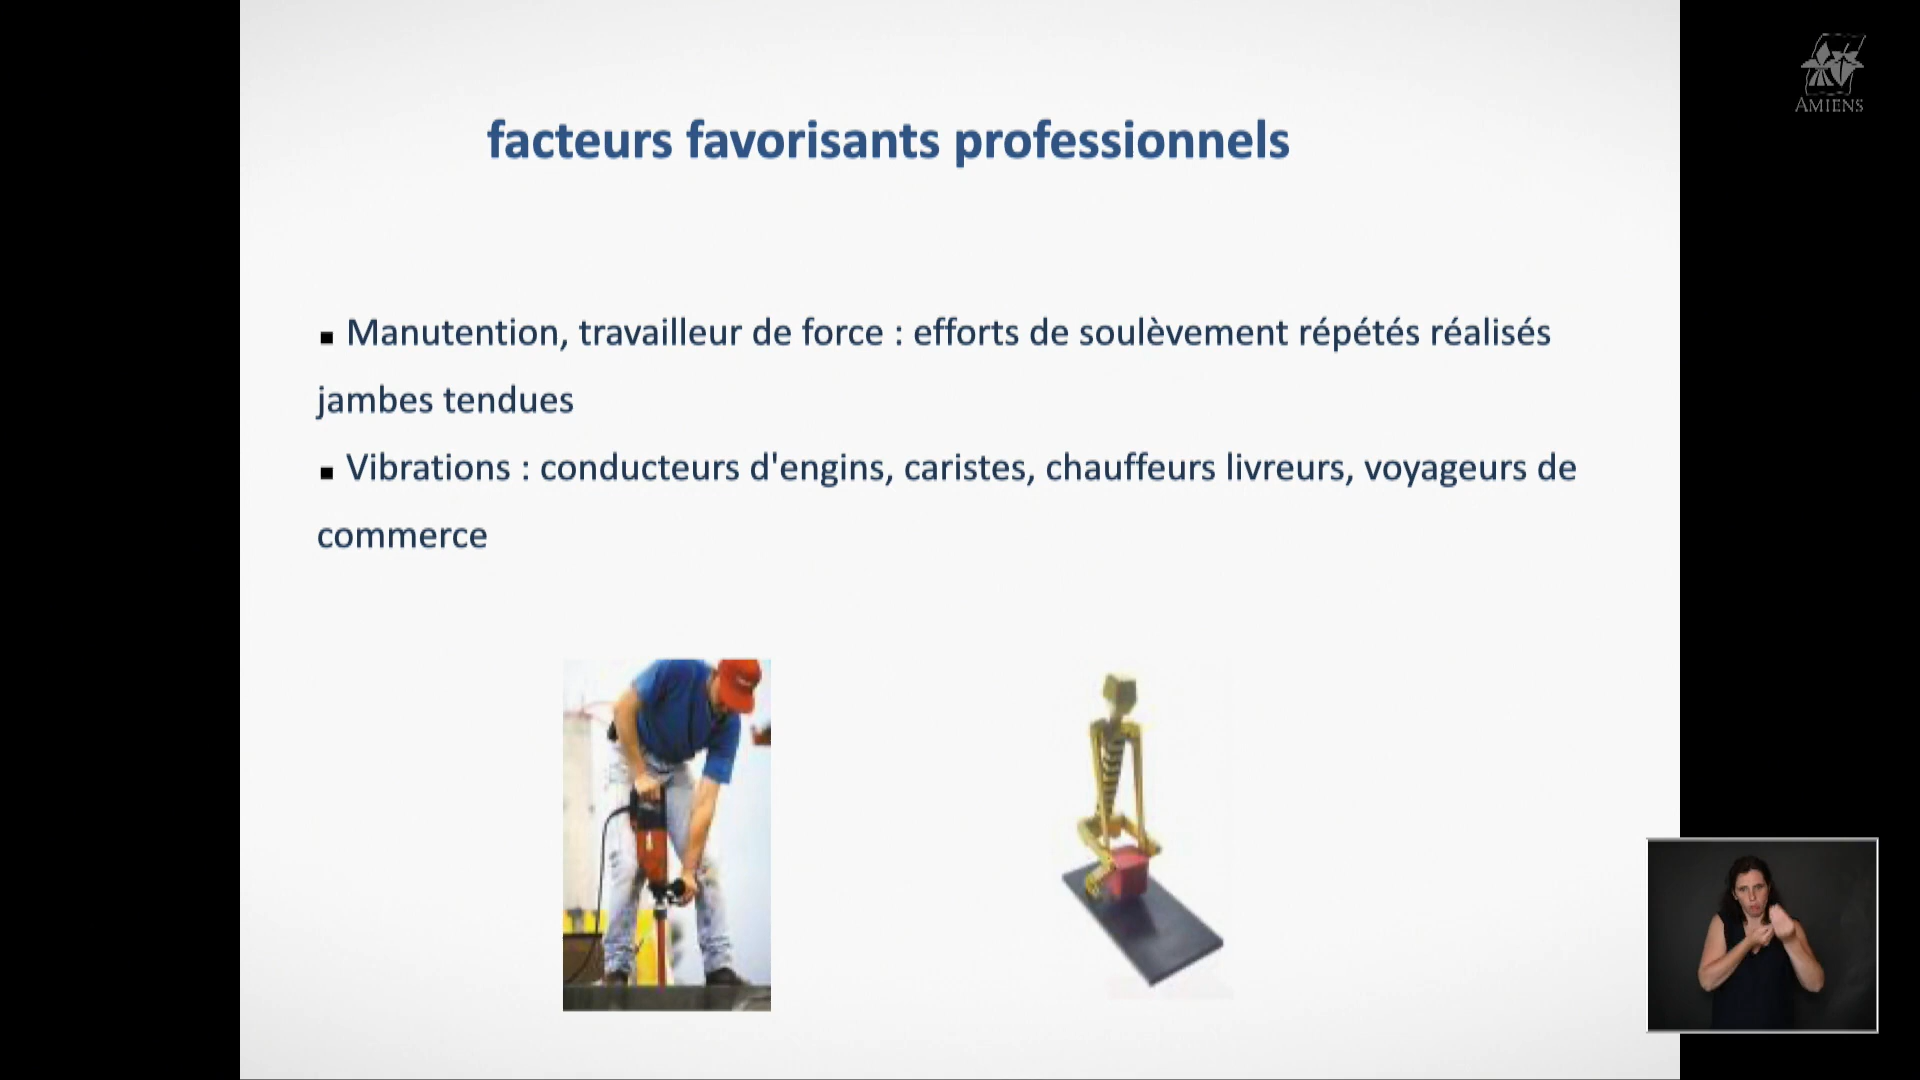 AMIENS
facteurs favorisants professionnels
▪ Manutention, travailleur de force : efforts de soulèvement répétés réalisés
jambes tendues
▪ Vibrations : conducteurs d'engins, caristes, chauffeurs livreurs, voyageurs de
commerce